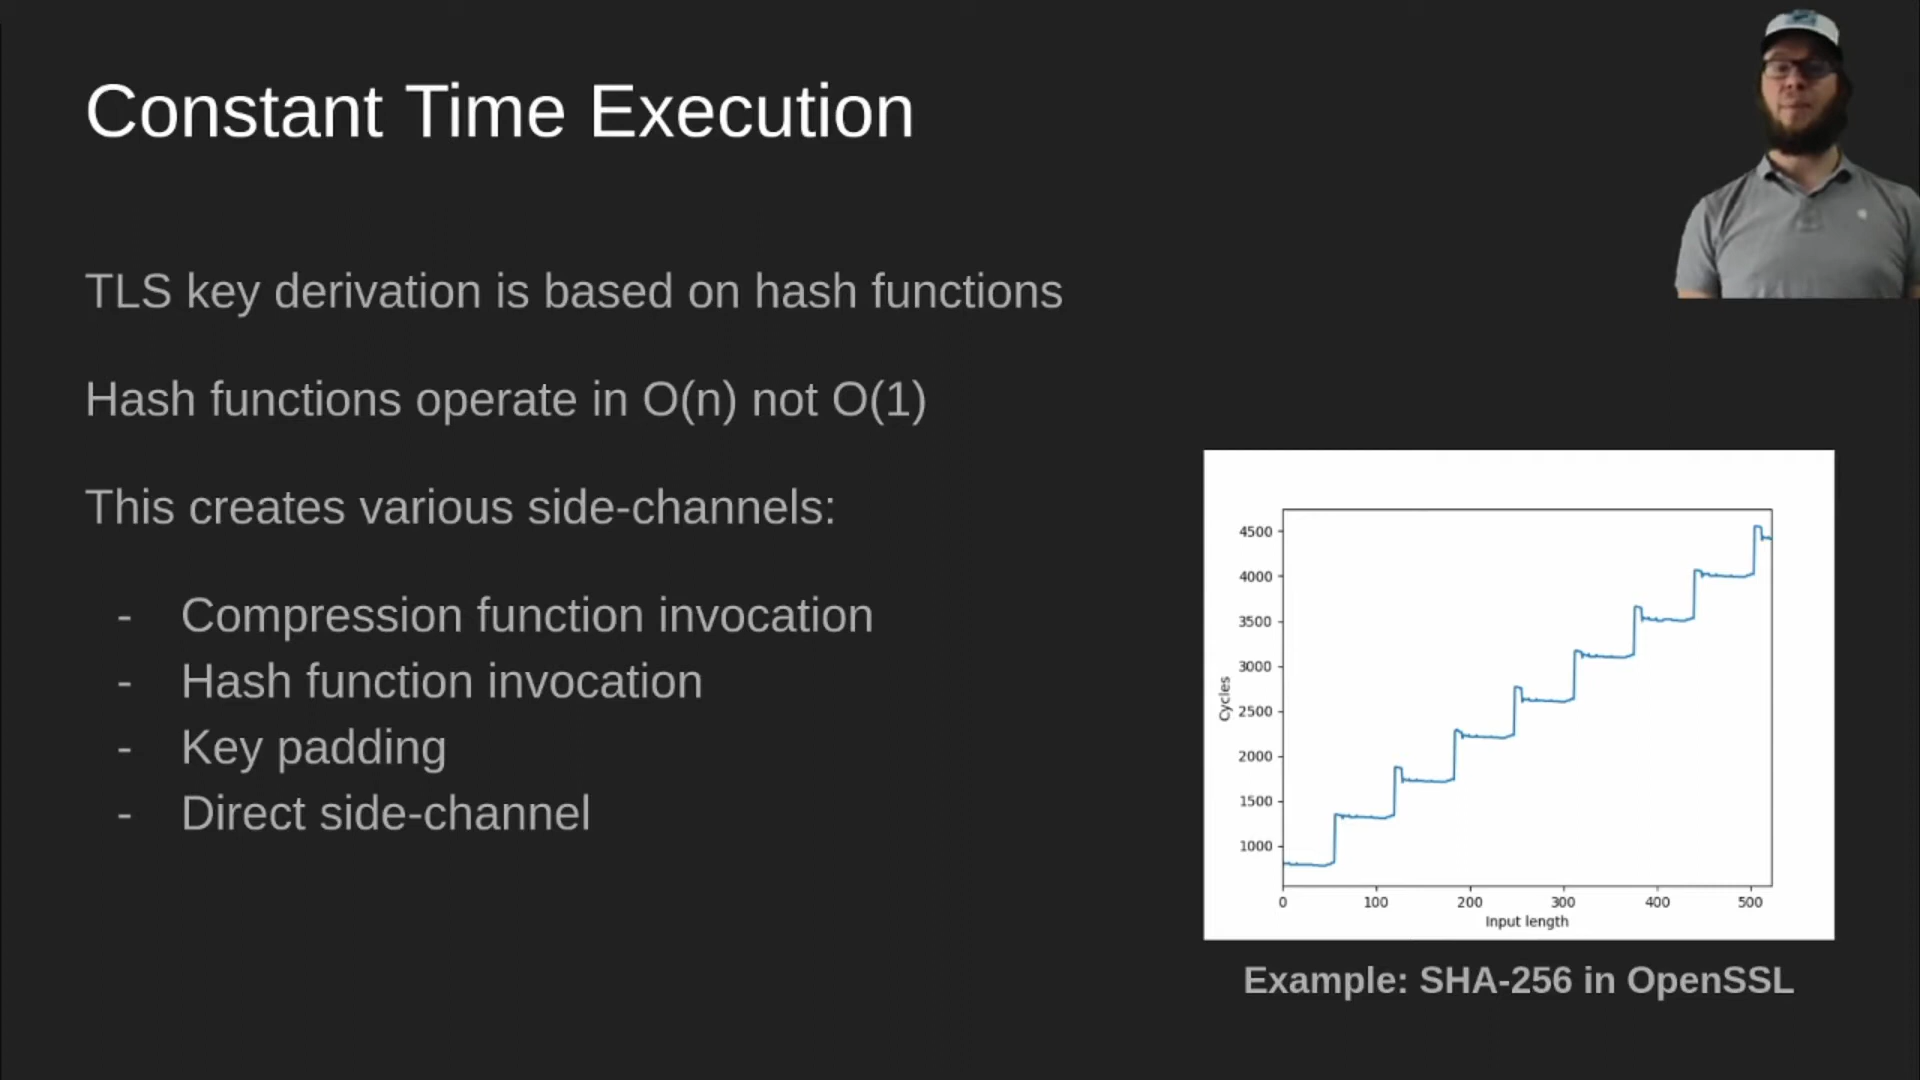 Constant Time Execution
TLS key derivation is based on hash functions
Hash functions operate in O(n) not O(1)
This creates various side-channels:
- Compression function invocation
- Hash function invocation
- Key padding
- Direct side-channel
4500
4000
3500
3000
2500
2000
1500
1000
Cycles
0 100 200 300 400 500
Input length
Example: SHA-256 in OpenSSL